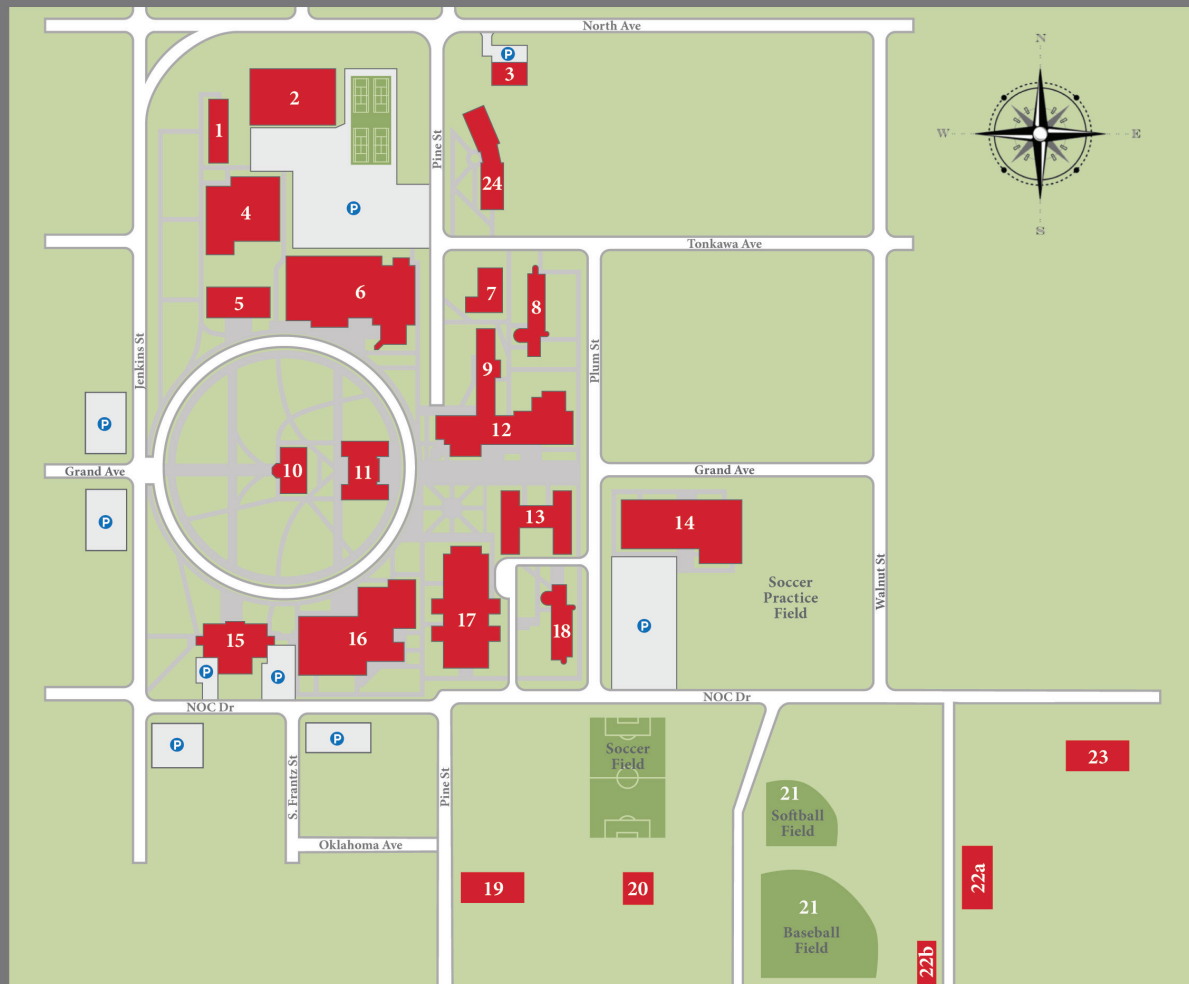 North Ave
P
3
N
W
E
S
2
1
Pine St
24
4
P
Tonkawa Ave
6
5
7
8
Jenkins St
Plum St
9
P
12
10
11
Grand Ave
Grand Ave
13
14
P
Walnut St
Soccer
Practice
Field
17
18
P
15
16
P
P
NOC Dr
NOC Dr
P
P
Soccer
Field
23
S. Frantz St
Pine St
21
Softball
Field
Oklahoma Ave
19
20
22a
21
Baseball
Field
22b